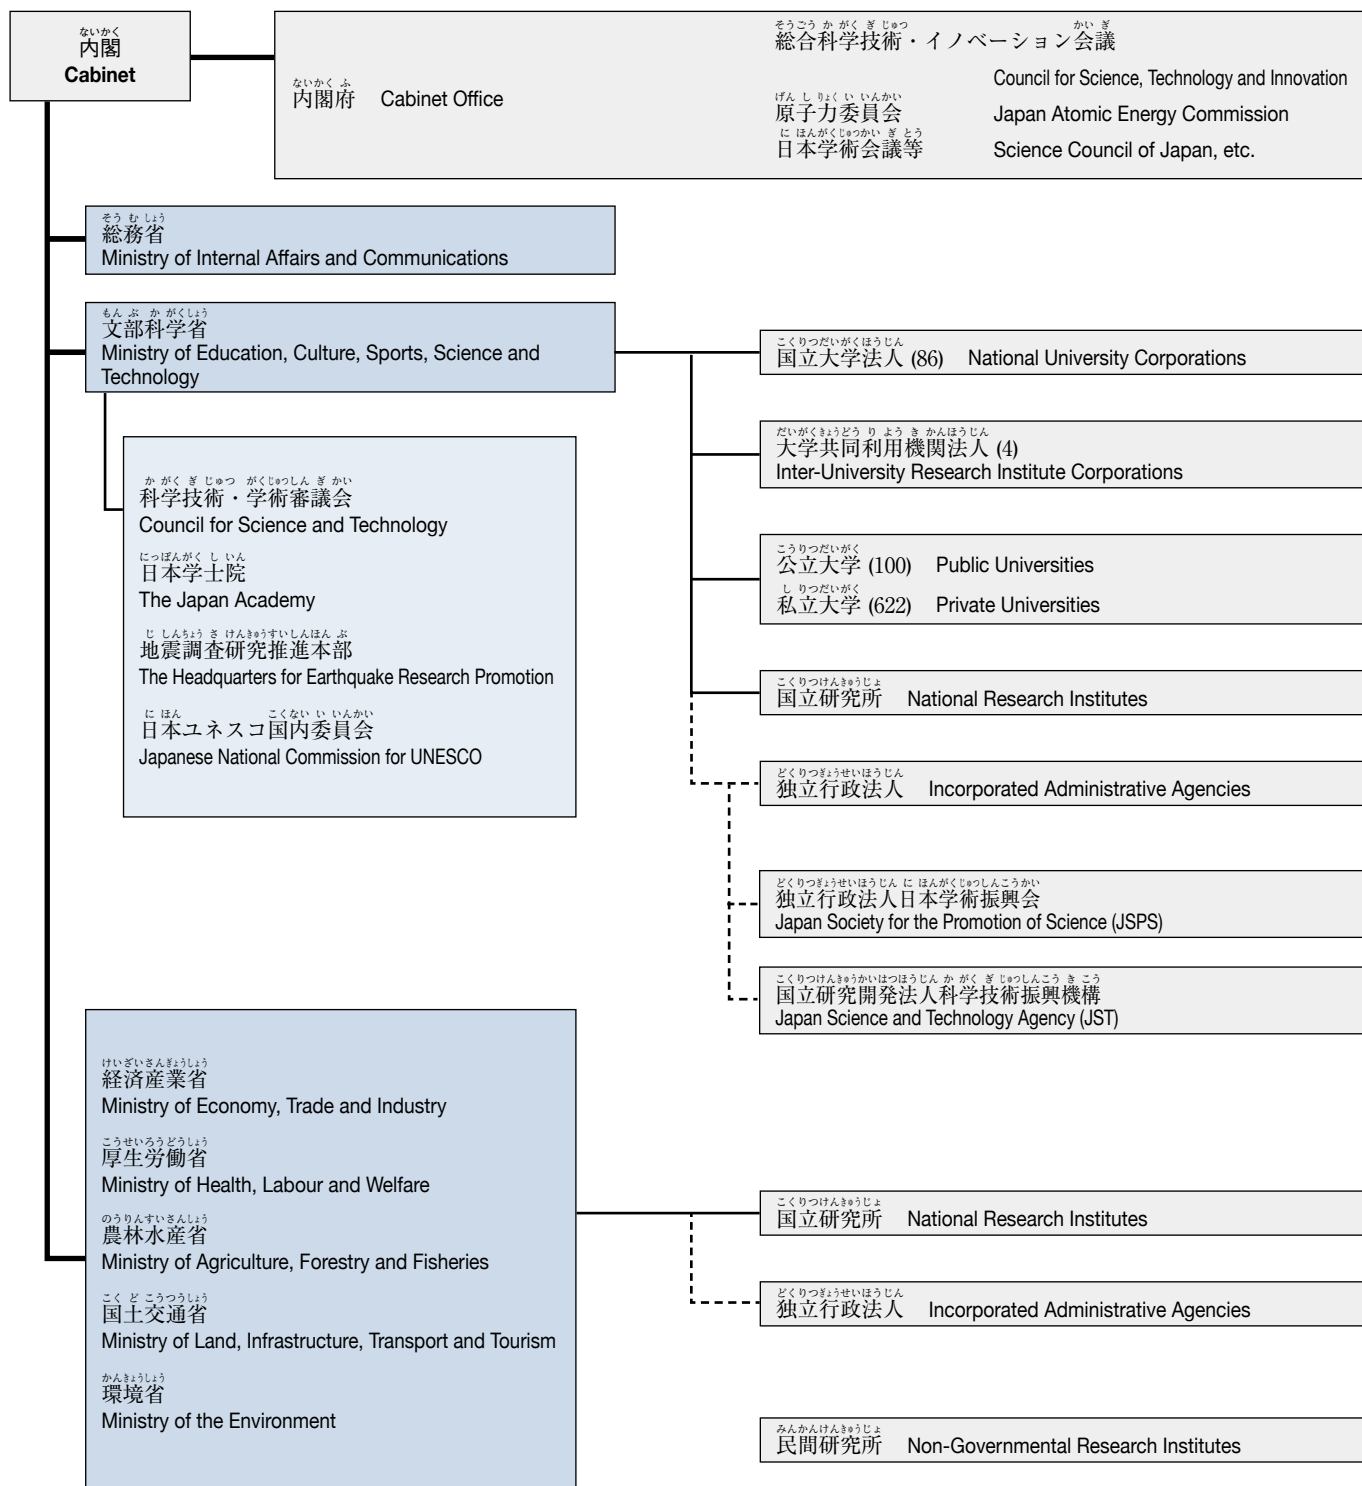 ないかく
内閣
Cabinet
ないかく ふ
内閣府 Cabinet Office
そうごう か がく ぎ じゅつ かい ぎ
総合科学技術・イノベーション会議
Council for Science, Technology and Innovation
げん し りょく い いんかい
原子力委員会 Japan Atomic Energy Commission
に ほんがくじゅつかい ぎ とう
日本学術会議等 Science Council of Japan, etc.
そう む しょう
総務省
Ministry of Internal Affairs and Communications
もん ぶ か がくしょう
文部科学省
Ministry of Education, Culture, Sports, Science and
Technology
か がく ぎ じゅつ がくじゅつしん ぎ かい
科学技術・学術審議会
Council for Science and Technology
にっぽんがく し いん
日本学士院
The Japan Academy
じ しんちょう さ けんきゅうすいしんほん ぶ
地震調査研究推進本部
The Headquarters for Earthquake Research Promotion
に ほん こくない い いんかい
日本ユネスコ国内委員会
Japanese National Commission for UNESCO
こくりつだいがくほうじん
国立大学法人 (86) National University Corporations
だいがくきょうどう り よう き かんほうじん
大学共同利用機関法人 (4)
Inter-University Research Institute Corporations
こうりつだいがく
公立大学 (100) Public Universities
し りつだいがく
私立大学 (622) Private Universities
こくりつけんきゅうじょ
国立研究所 National Research Institutes
どくりつぎょうせいほうじん
独立行政法人 Incorporated Administrative Agencies
どくりつぎょうせいほうじん に ほんがくじゅつしんこうかい
独立行政法人日本学術振興会
Japan Society for the Promotion of Science (JSPS)
こくりつけんきゅうかいはつほうじん か がく ぎ じゅつしんこう き こう
国立研究開発法人科学技術振興機構
Japan Science and Technology Agency (JST)
けいざいさんぎょうしょう
経済産業省
Ministry of Economy, Trade and Industry
こうせいろうどうしょう
厚生労働省
Ministry of Health, Labour and Welfare
のうりんすいさんしょう
農林水産省
Ministry of Agriculture, Forestry and Fisheries
こく ど こうつうしょう
国土交通省
Ministry of Land, Infrastructure, Transport and Tourism
かんきょうしょう
環境省
Ministry of the Environment
こくりつけんきゅうじょ
国立研究所 National Research Institutes
どくりつぎょうせいほうじん
独立行政法人 Incorporated Administrative Agencies
みんかんけんきゅうじょ
民間研究所 Non-Governmental Research Institutes